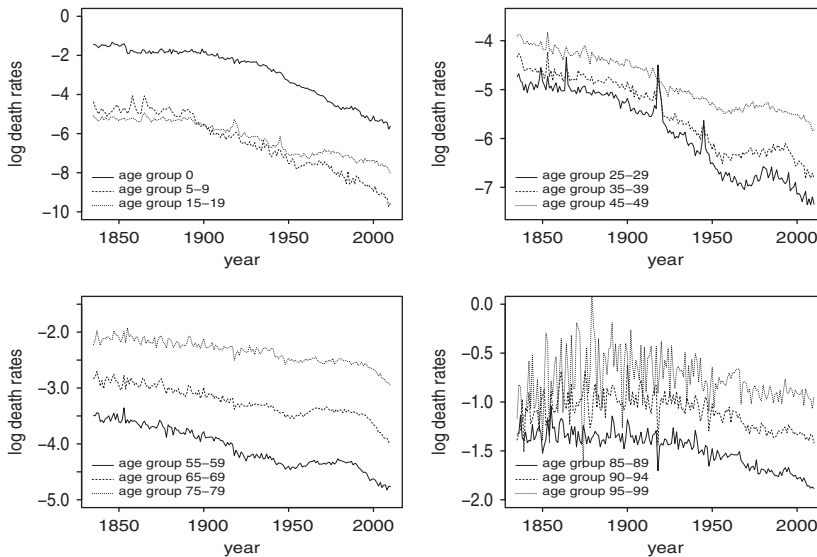 0
−2
−4
−6
−8
−10
log death rates
age group 0
age group 5−9
age group 15−19
1850 1900 1950 2000
year
−4
−5
−6
−7
log death rates
age group 25−29
age group 35−39
age group 45−49
1850 1900 1950 2000
year
−2.0
−3.0
−4.0
−5.0
log death rates
age group 55−59
age group 65−69
age group 75−79
1850 1900 1950 2000
year
0.0
−0.5
−1.0
−1.5
−2.0
log death rates
age group 85−89
age group 90−94
age group 95−99
1850 1900 1950 2000
year